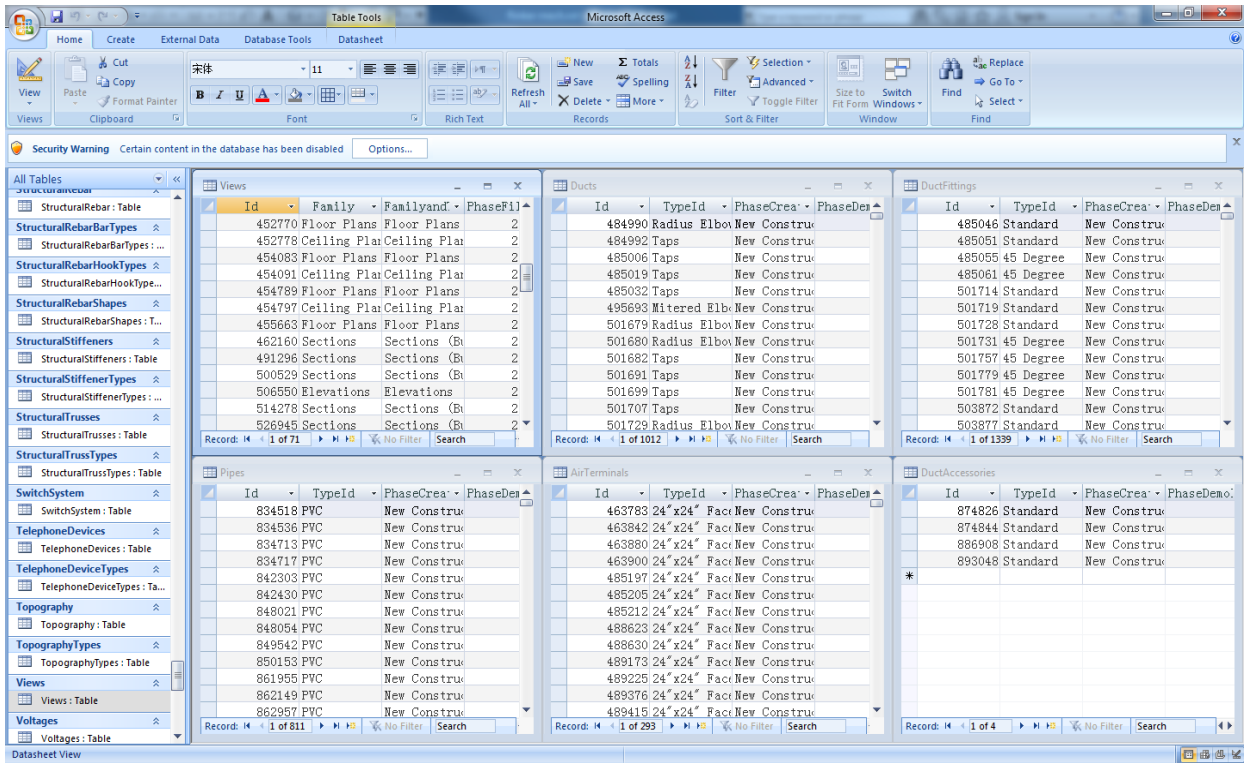 Table Tools
Microsoft Access
Home Create External Data Database Tools Datasheet
View
Views
Paste
Cut
Copy
Format Painter
Clipboard
宋体 11
B I U A
Font
Rich Text
Refresh All
New
Save
Delete
Σ Totals
Spelling
More
Records
Filter
Selection
Advanced
Toggle Filter
Sort & Filter
Size to Fit Form
Switch Windows
Window
Find
Replace
Go To
Select
Find
Security Warning Certain content in the database has been disabled Options...
All Tables
StructuralRebar
StructuralRebar : Table
StructuralRebarBarTypes
StructuralRebarBarTypes : ...
StructuralRebarHookTypes
StructuralRebarHookType...
StructuralRebarShapes
StructuralRebarShapes : T...
StructuralStiffeners
StructuralStiffeners : Table
StructuralStiffenerTypes
StructuralStiffenerTypes : ...
StructuralTrusses
StructuralTrusses : Table
StructuralTrussTypes
StructuralTrussTypes : Table
SwitchSystem
SwitchSystem : Table
TelephoneDevices
TelephoneDevices : Table
TelephoneDeviceTypes
TelephoneDeviceTypes : Ta...
Topography
Topography : Table
TopographyTypes
TopographyTypes : Table
Views
Views : Table
Voltages
Voltages : Table
Views
Id Family FamilyandT PhaseFil
452770 Floor Plans Floor Plans 2
452778 Ceiling Plan Ceiling Plan 2
454083 Floor Plans Floor Plans 2
454091 Ceiling Plan Ceiling Plan 2
454789 Floor Plans Floor Plans 2
454797 Ceiling Plan Ceiling Plan 2
455663 Floor Plans Floor Plans 2
462160 Sections Sections (Bu 2
491296 Sections Sections (Bu 2
500529 Sections Sections (Bu 2
506550 Elevations Elevations 2
514278 Sections Sections (Bu 2
526945 Sections Sections (Bu 2
Record: 1 of 71 No Filter Search
Ducts
Id TypeId PhaseCreat PhaseDem
484990 Radius Elbow New Construc
484992 Taps New Construc
485006 Taps New Construc
485019 Taps New Construc
485032 Taps New Construc
495693 Mitered Elbo New Construc
501679 Radius Elbow New Construc
501680 Radius Elbow New Construc
501682 Taps New Construc
501691 Taps New Construc
501699 Taps New Construc
501707 Taps New Construc
501729 Radius Elbow New Construc
Record: 1 of 1012 No Filter Search
DuctFittings
Id TypeId PhaseCreat PhaseDem
485046 Standard New Construc
485051 Standard New Construc
485055 45 Degree New Construc
485061 45 Degree New Construc
501714 Standard New Construc
501719 Standard New Construc
501728 Standard New Construc
501731 45 Degree New Construc
501757 45 Degree New Construc
501779 45 Degree New Construc
501781 45 Degree New Construc
503872 Standard New Construc
503877 Standard New Construc
Record: 1 of 1339 No Filter Search
Pipes
Id TypeId PhaseCreat PhaseDem
834518 PVC New Construc
834536 PVC New Construc
834713 PVC New Construc
834717 PVC New Construc
842303 PVC New Construc
842430 PVC New Construc
848021 PVC New Construc
848054 PVC New Construc
849542 PVC New Construc
850153 PVC New Construc
861955 PVC New Construc
862149 PVC New Construc
862957 PVC New Construc
Record: 1 of 811 No Filter Search
AirTerminals
Id TypeId PhaseCreat PhaseDem
463783 24"x24" Face New Construc
463842 24"x24" Face New Construc
463880 24"x24" Face New Construc
463900 24"x24" Face New Construc
485197 24"x24" Face New Construc
485205 24"x24" Face New Construc
485212 24"x24" Face New Construc
488623 24"x24" Face New Construc
488630 24"x24" Face New Construc
489173 24"x24" Face New Construc
489225 24"x24" Face New Construc
489376 24"x24" Face New Construc
489415 24"x24" Face New Construc
Record: 1 of 293 No Filter Search
DuctAccessories
Id TypeId PhaseCreat PhaseDemol
874826 Standard New Construc
874844 Standard New Construc
886908 Standard New Construc
893048 Standard New Construc
*
Record: 1 of 4 No Filter Search
Datasheet View